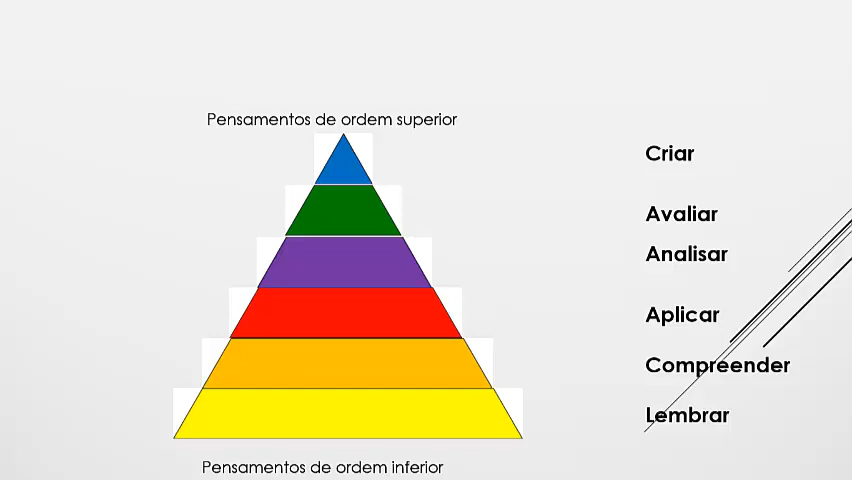 Pensamentos de ordem superior
Criar
Avaliar
Analisar
Aplicar
Compreender
Lembrar
Pensamentos de ordem inferior